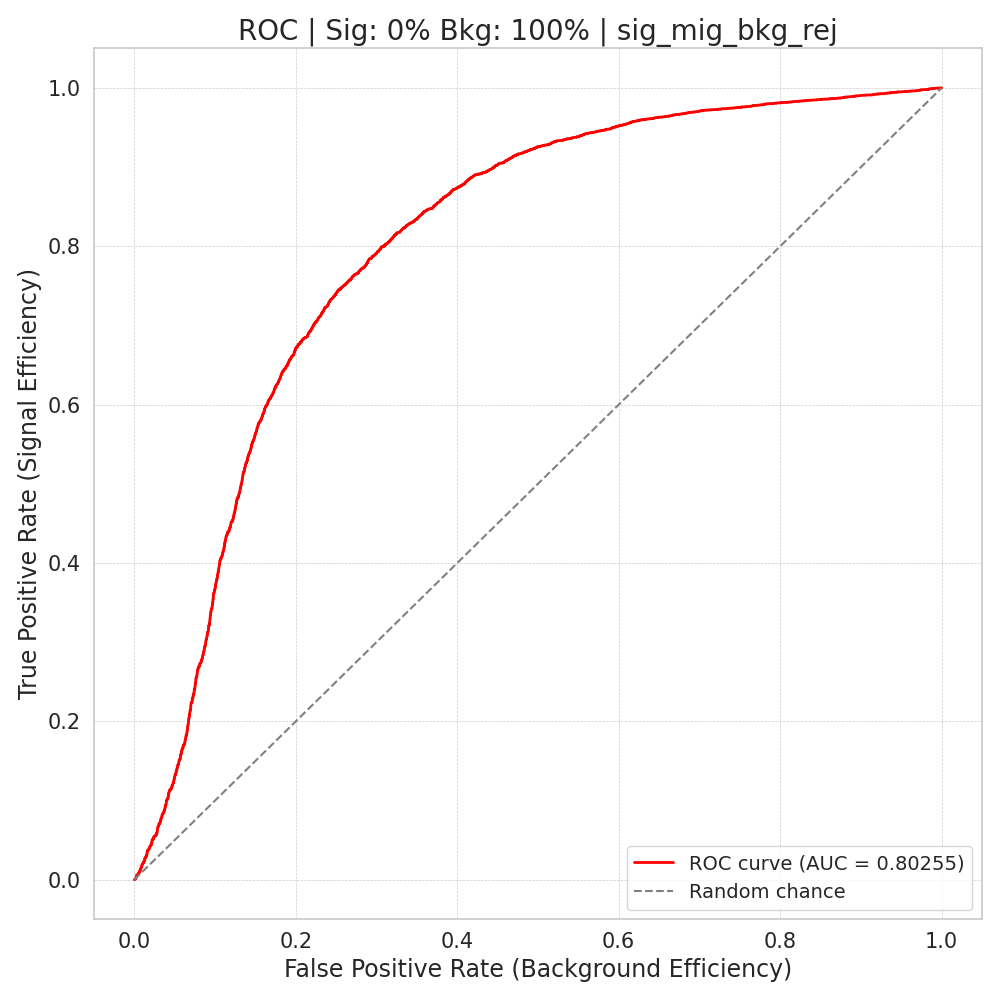 ROC | Sig: 0% Bkg: 100% | sig_mig_bkg_rej
True Positive Rate (Signal Efficiency)
1.0
0.8
0.6
0.4
0.2
0.0
ROC curve (AUC = 0.80255)
Random chance
0.0 0.2 0.4 0.6 0.8 1.0
False Positive Rate (Background Efficiency)